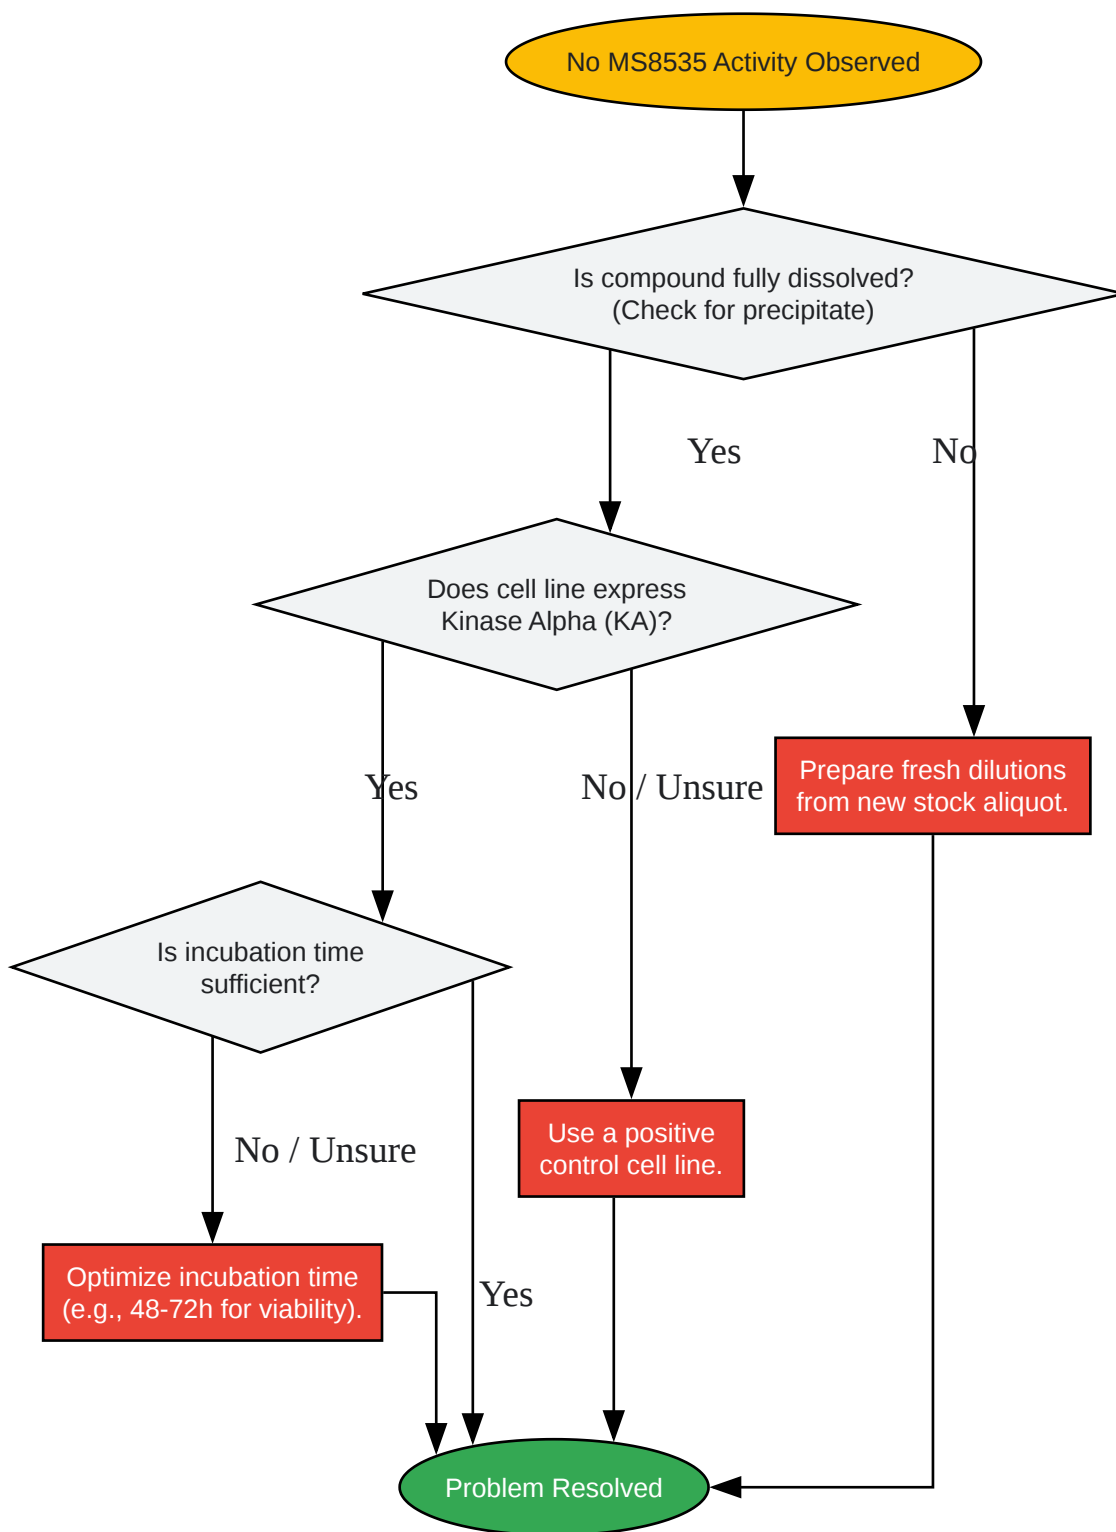 No MS8535 Activity Observed
Is compound fully dissolved?
(Check for precipitate)
Yes
No
Does cell line express
Kinase Alpha (KA)?
Yes
No / Unsure
Prepare fresh dilutions
from new stock aliquot.
Is incubation time
sufficient?
No / Unsure
Use a positive
control cell line.
Optimize incubation time
(e.g., 48-72h for viability).
Yes
Problem Resolved